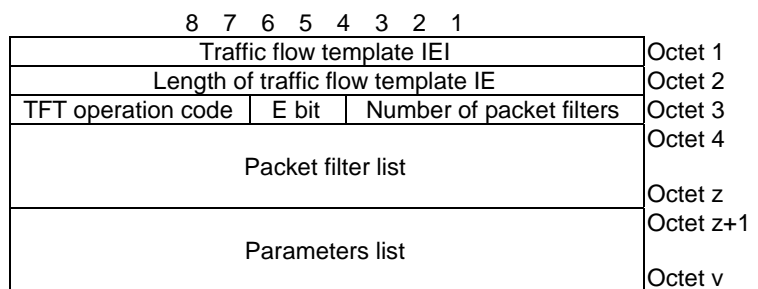 8 7 6 5 4 3 2 1
Traffic flow template IEI Octet 1
Length of traffic flow template IE Octet 2
TFT operation code E bit Number of packet filters Octet 3
Octet 4
Packet filter list
Octet z
Octet z+1
Parameters list
Octet v